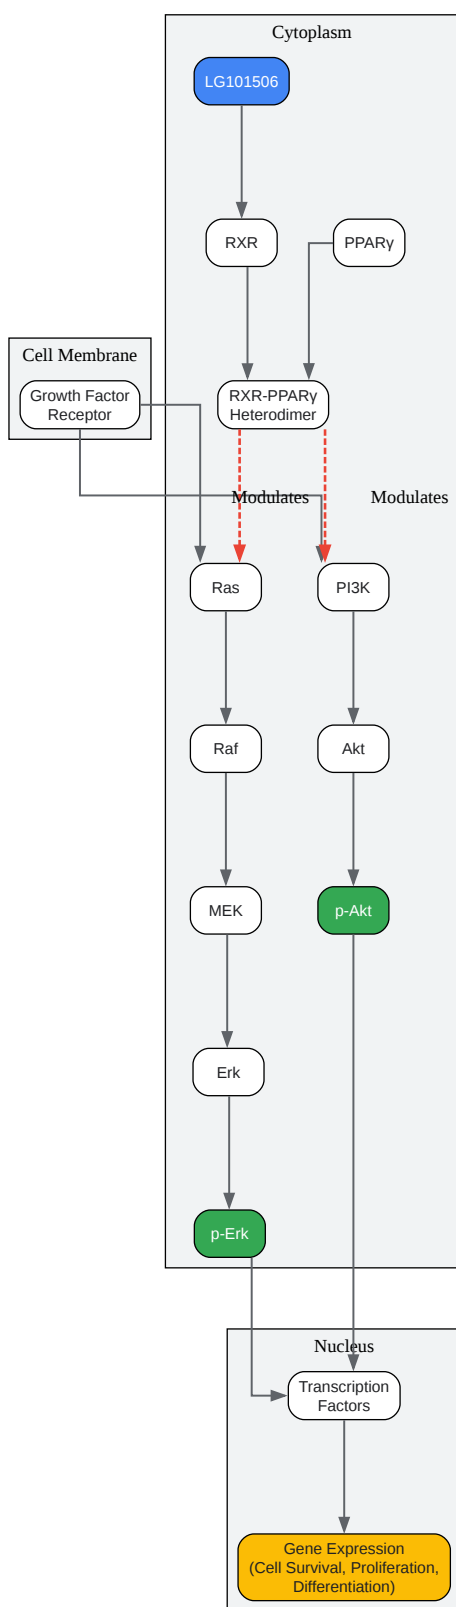 Cytoplasm
LG101506
RXR
PPARγ
Cell Membrane
Growth Factor
Receptor
RXR-PPARγ
Heterodimer
Modulates
Modulates
Ras
PI3K
Raf
Akt
MEK
p-Akt
Erk
p-Erk
Nucleus
Transcription
Factors
Gene Expression
(Cell Survival, Proliferation,
Differentiation)